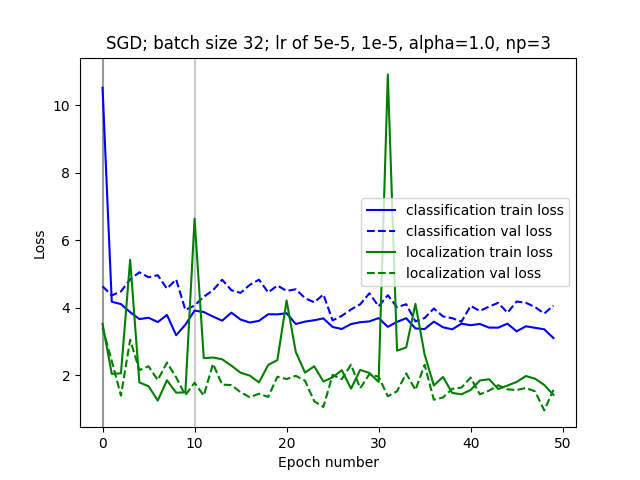 SGD; batch size 32; lr of 5e-5, 1e-5, alpha=1.0, np=3
10
8
6
4
2
Loss
classification train loss
classification val loss
localization train loss
localization val loss
0
10
20
30
40
50
Epoch number